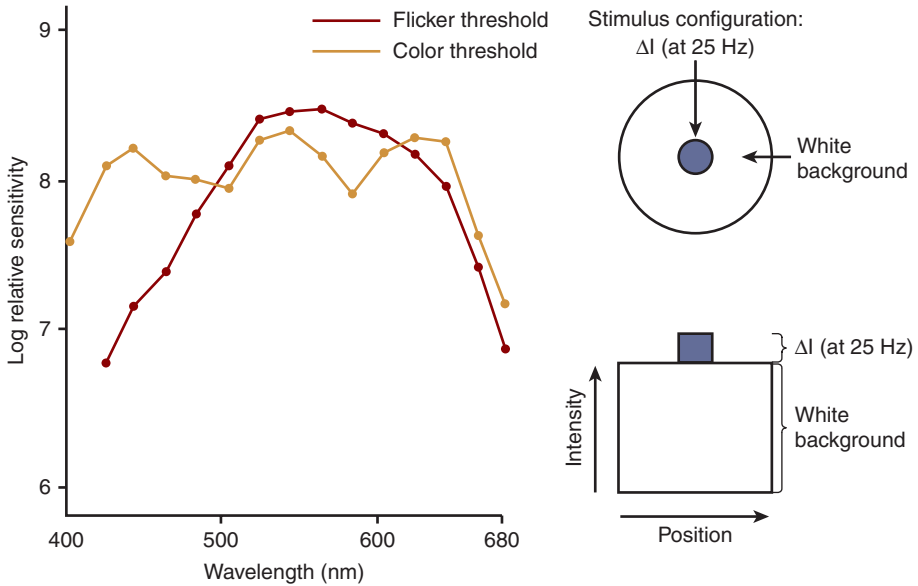 Flicker threshold
Color threshold
9
8
7
6
Log relative sensitivity
400
500
600
680
Wavelength (nm)
Stimulus configuration:
ΔI (at 25 Hz)
White
background
ΔI (at 25 Hz)
White
background
Intensity
Position